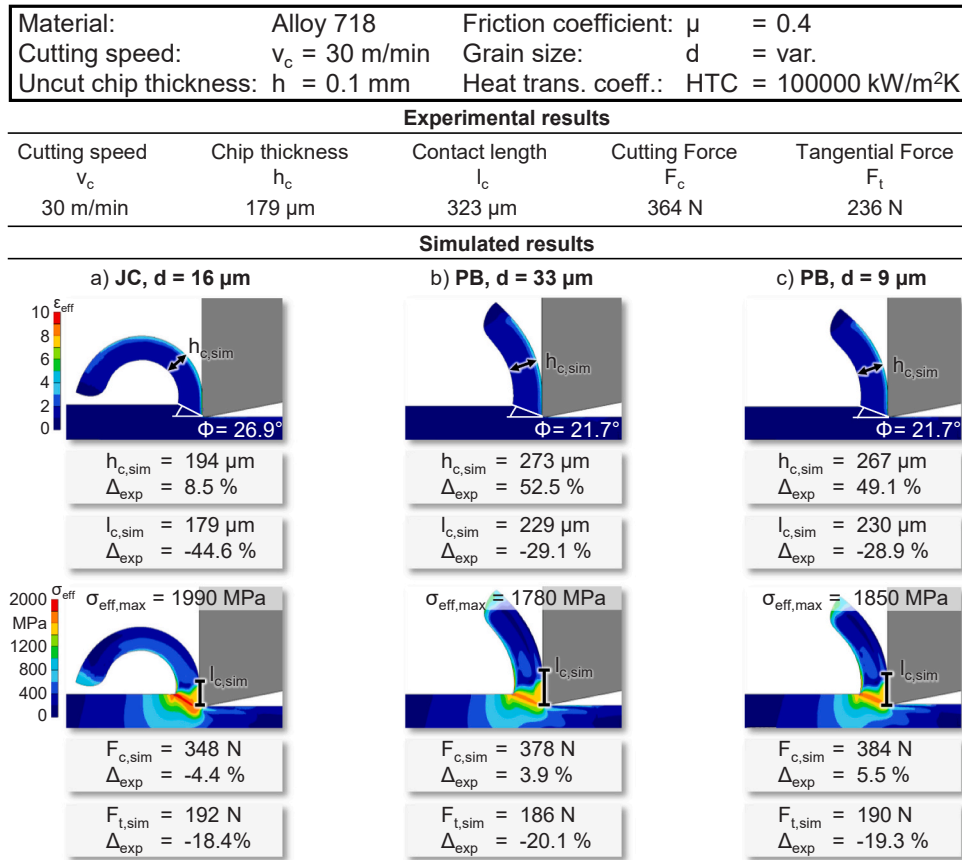 Material: Alloy 718 Friction coefficient: μ = 0.4
Cutting speed: v_c = 30 m/min Grain size: d = var.
Uncut chip thickness: h = 0.1 mm Heat trans. coeff.: HTC = 100000 kW/m²K
Experimental results
Cutting speed Chip thickness Contact length Cutting Force Tangential Force
v_c h_c l_c F_c F_t
30 m/min 179 μm 323 μm 364 N 236 N
Simulated results
a) JC, d = 16 μm b) PB, d = 33 μm c) PB, d = 9 μm
ε_eff
10
8
6
4
2
0
h_c,sim h_c,sim h_c,sim
Φ= 26.9° Φ= 21.7° Φ= 21.7°
h_c,sim = 194 μm h_c,sim = 273 μm h_c,sim = 267 μm
Δ_exp = 8.5 % Δ_exp = 52.5 % Δ_exp = 49.1 %
l_c,sim = 179 μm l_c,sim = 229 μm l_c,sim = 230 μm
Δ_exp = -44.6 % Δ_exp = -29.1 % Δ_exp = -28.9 %
σ_eff
2000
MPa
1200
800
400
0
σ_eff,max = 1990 MPa σ_eff,max = 1780 MPa σ_eff,max = 1850 MPa
l_c,sim l_c,sim l_c,sim
F_c,sim = 348 N F_c,sim = 378 N F_c,sim = 384 N
Δ_exp = -4.4 % Δ_exp = 3.9 % Δ_exp = 5.5 %
F_t,sim = 192 N F_t,sim = 186 N F_t,sim = 190 N
Δ_exp = -18.4% Δ_exp = -20.1 % Δ_exp = -19.3 %